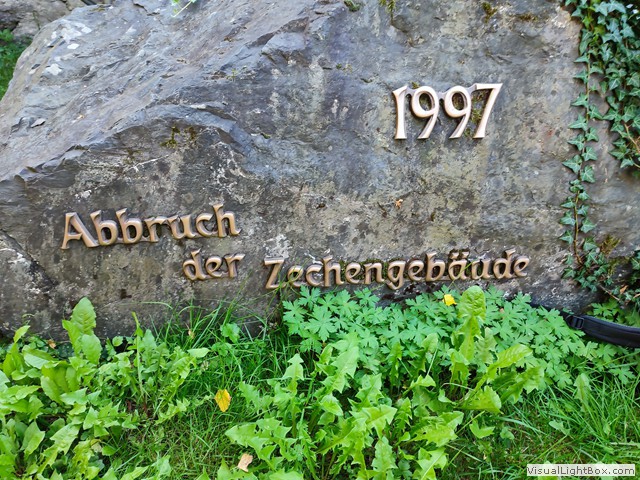 1997
Abbruch
der Zechengebäude
VisualLightBox.com